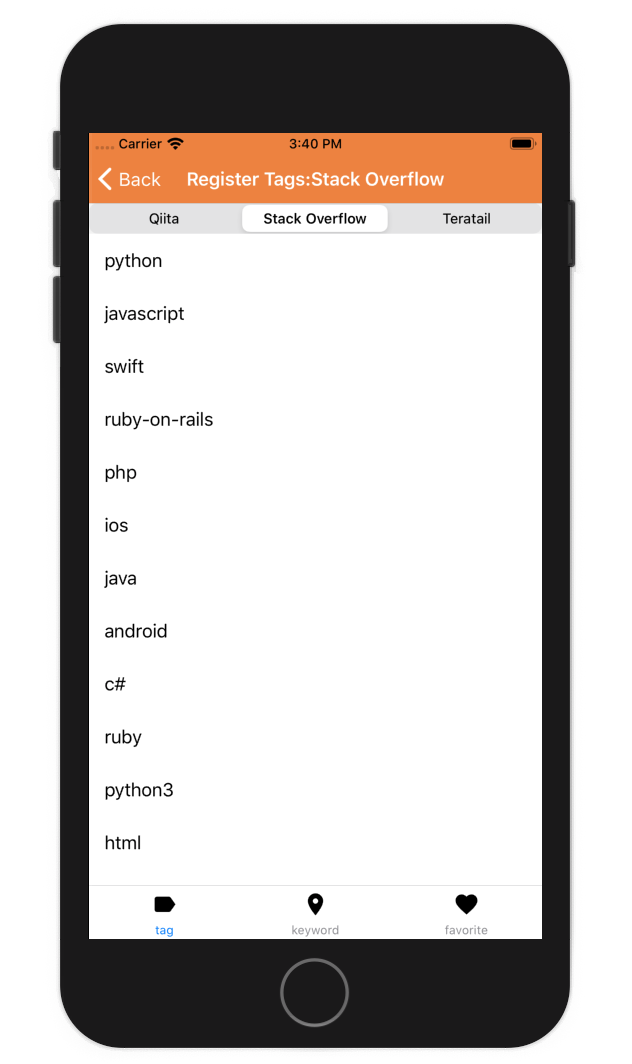 Carrier 3:40 PM
Back Register Tags:Stack Overflow
Qiita Stack Overflow Teratail
python
javascript
swift
ruby-on-rails
php
ios
java
android
c#
ruby
python3
html
tag keyword favorite